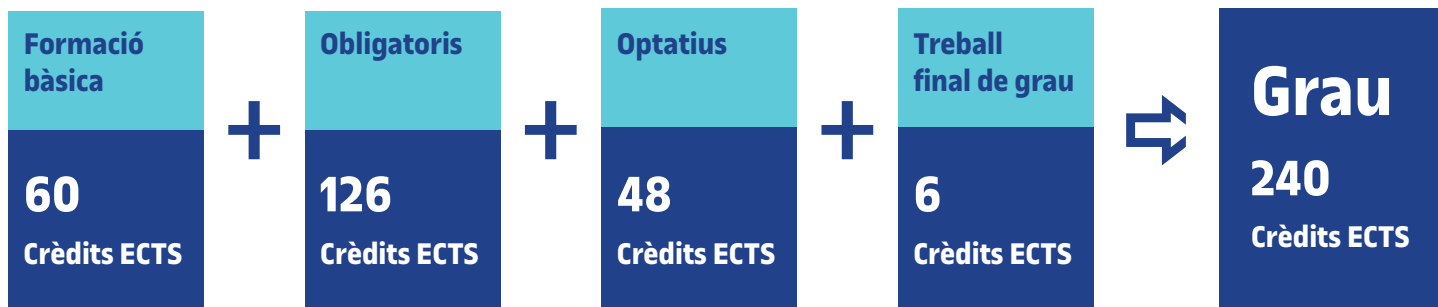 Formació
bàsica
60
Crèdits ECTS
+
Obligatoris
126
Crèdits ECTS
+
Optatius
48
Crèdits ECTS
+
Treball
final de grau
6
Crèdits ECTS
Grau
240
Crèdits ECTS